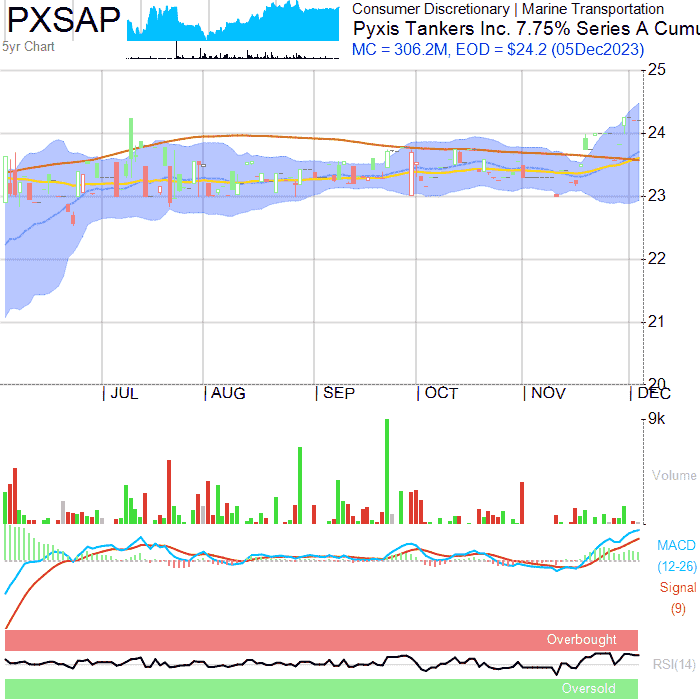 PXSAP
5yr Chart
Consumer Discretionary | Marine Transportation
Pyxis Tankers Inc. 7.75% Series A Cumu
MC = 306.2M, EOD = $24.2 (05Dec2023)
25
24
23
22
21
20
JUL AUG SEP OCT NOV DEC
9k
Volume
MACD
(12-26)
Signal
(9)
Overbought
RSI(14)
Oversold